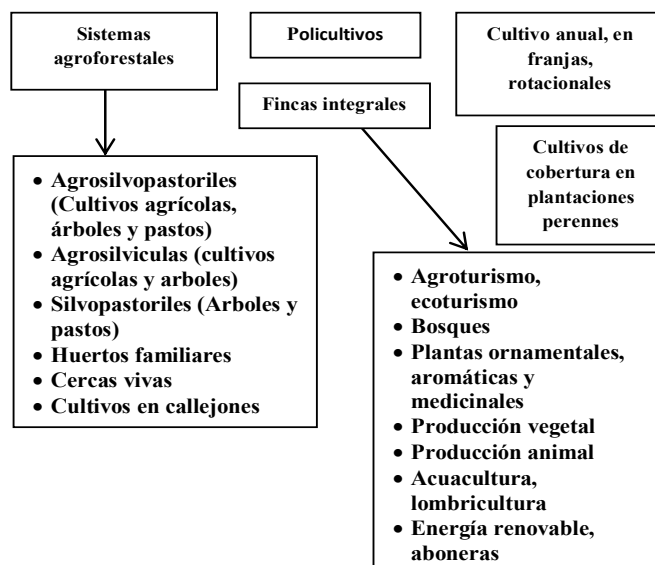 Sistemas
agroforestales
Policultivos
Cultivo anual, en
franjas,
rotacionales
Fincas integrales
Cultivos de
cobertura en
plantaciones
perennes
• Agrosilvopastoriles
(Cultivos agrícolas,
árboles y pastos)
• Agrosilviculas (cultivos
agrícolas y arboles)
• Silvopastoriles (Arboles y
pastos)
• Huertos familiares
• Cercas vivas
• Cultivos en callejones
• Agroturismo,
ecoturismo
• Bosques
• Plantas ornamentales,
aromáticas y
medicinales
• Producción vegetal
• Producción animal
• Acuacultura,
lombricultura
• Energía renovable,
aboneras